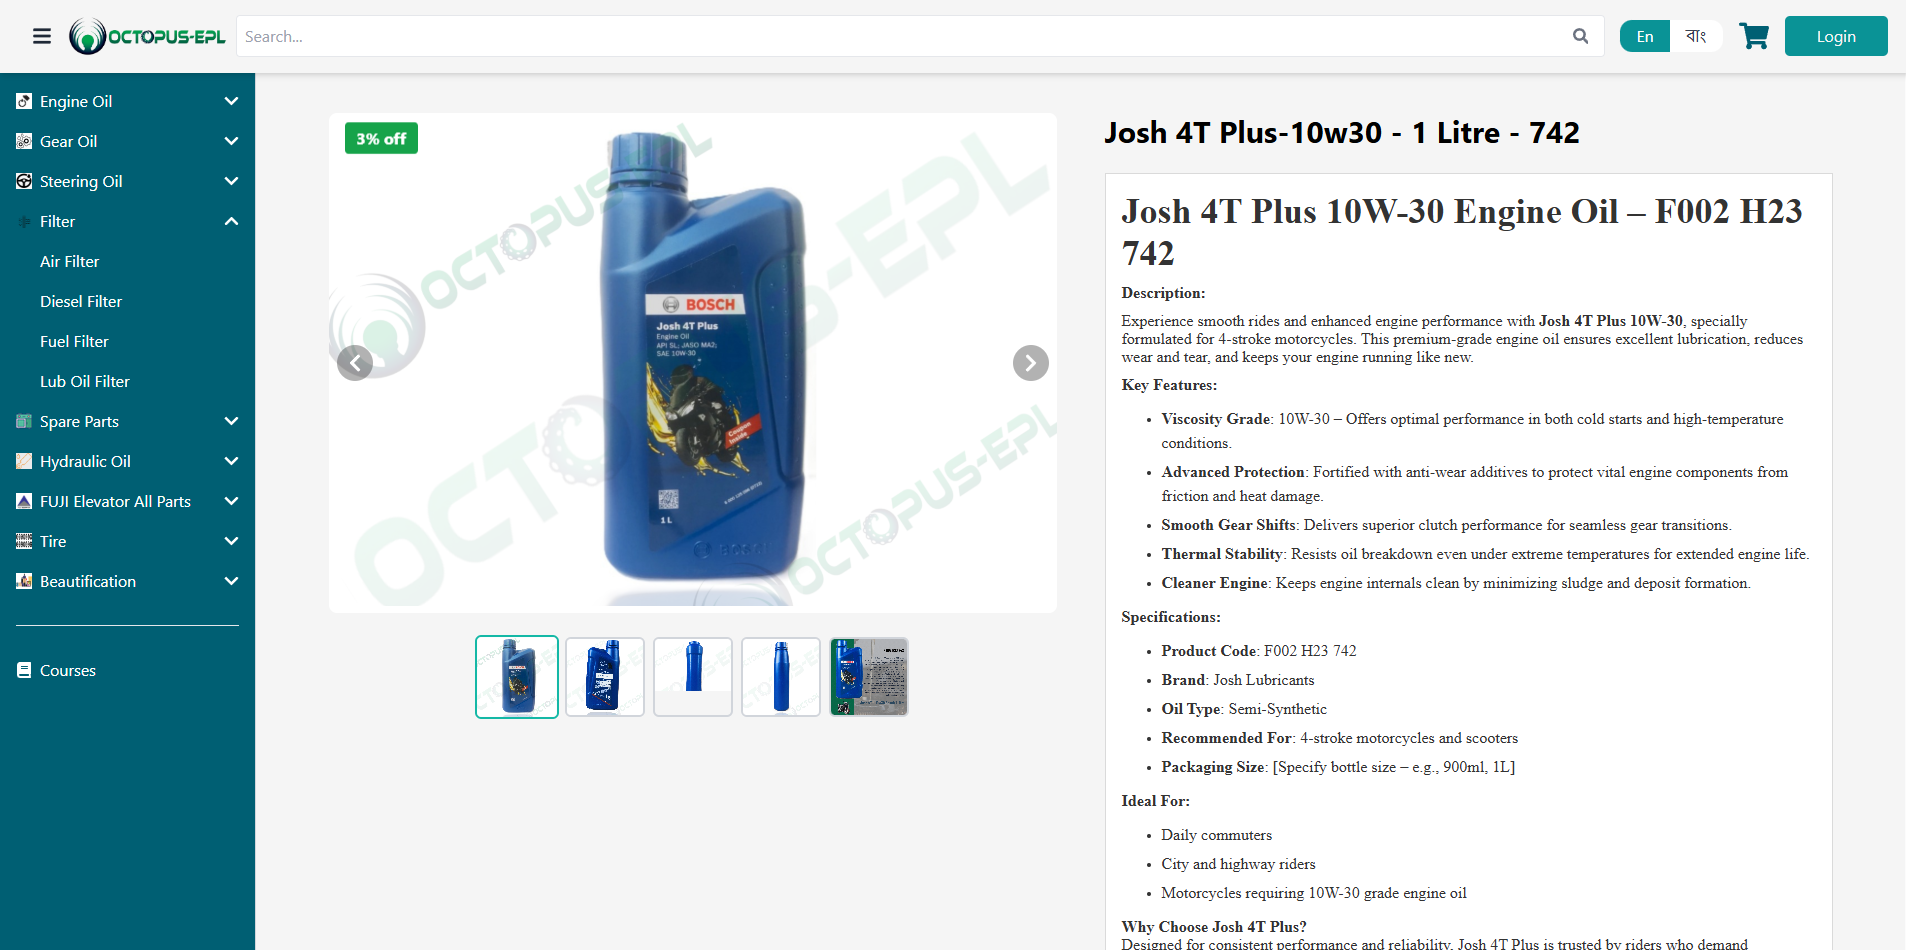 OCTOPUS-EPL
Search...
En
বাং
Login
Engine Oil
Gear Oil
Steering Oil
Filter
Air Filter
Diesel Filter
Fuel Filter
Lub Oil Filter
Spare Parts
Hydraulic Oil
FUJI Elevator All Parts
Tire
Beautification
Courses
3% off
OCTOPUS-EPL
OCTOPUS-EPL
OCTOPUS-EPL
BOSCH
Josh 4T Plus
Engine Oil
API SL; JASO MA2;
SAE 10W-30
Coupon
Inside
1 L
BOSCH
Josh 4T Plus-10w30 - 1 Litre - 742
Josh 4T Plus 10W-30 Engine Oil – F002 H23
742
Description:
Experience smooth rides and enhanced engine performance with Josh 4T Plus 10W-30, specially
formulated for 4-stroke motorcycles. This premium-grade engine oil ensures excellent lubrication, reduces
wear and tear, and keeps your engine running like new.
Key Features:
• Viscosity Grade: 10W-30 – Offers optimal performance in both cold starts and high-temperature
conditions.
• Advanced Protection: Fortified with anti-wear additives to protect vital engine components from
friction and heat damage.
• Smooth Gear Shifts: Delivers superior clutch performance for seamless gear transitions.
• Thermal Stability: Resists oil breakdown even under extreme temperatures for extended engine life.
• Cleaner Engine: Keeps engine internals clean by minimizing sludge and deposit formation.
Specifications:
• Product Code: F002 H23 742
• Brand: Josh Lubricants
• Oil Type: Semi-Synthetic
• Recommended For: 4-stroke motorcycles and scooters
• Packaging Size: [Specify bottle size – e.g., 900ml, 1L]
Ideal For:
• Daily commuters
• City and highway riders
• Motorcycles requiring 10W-30 grade engine oil
Why Choose Josh 4T Plus?
Designed for consistent performance and reliability, Josh 4T Plus is trusted by riders who demand